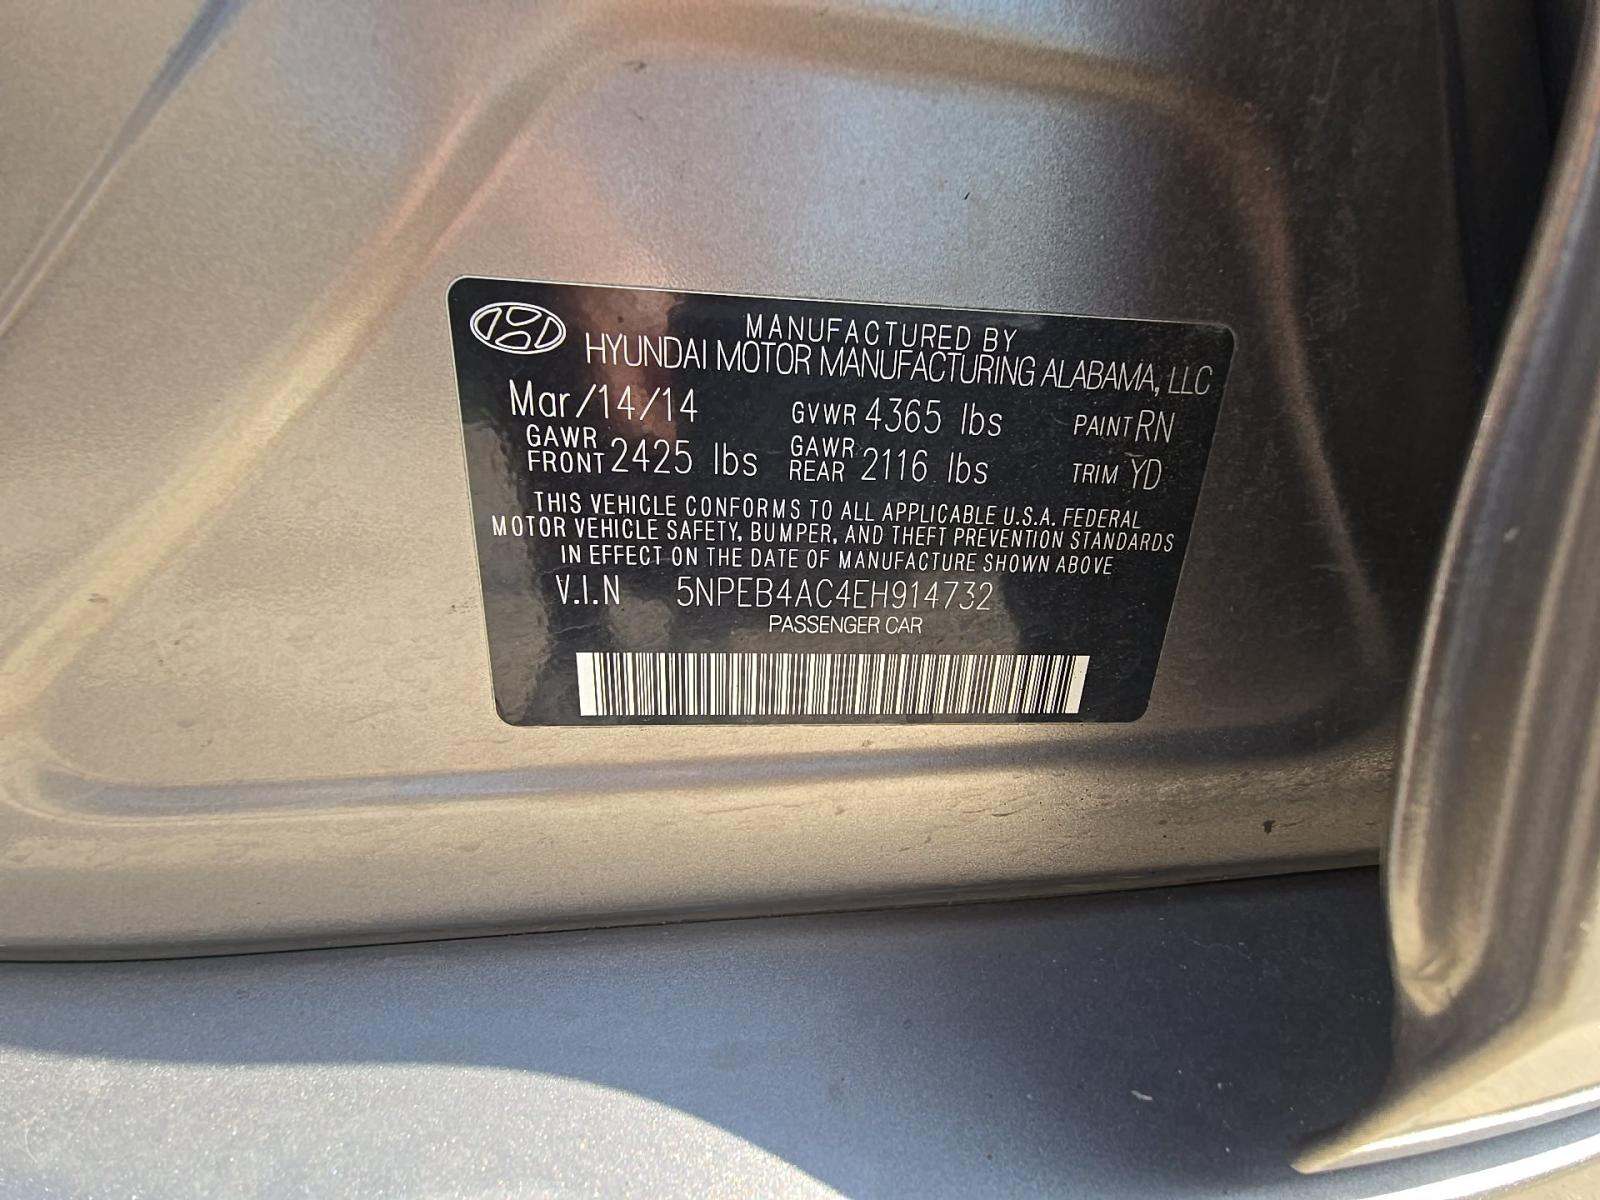 MANUFACTURED BY
HYUNDAI MOTOR MANUFACTURING ALABAMA, LLC
Mar/14/14 GVWR 4365 lbs PAINT RN
GAWR FRONT 2425 lbs GAWR REAR 2116 lbs TRIM YD
THIS VEHICLE CONFORMS TO ALL APPLICABLE U.S.A. FEDERAL
MOTOR VEHICLE SAFETY, BUMPER, AND THEFT PREVENTION STANDARDS
IN EFFECT ON THE DATE OF MANUFACTURE SHOWN ABOVE
V.I.N 5NPEB4AC4EH914732
PASSENGER CAR